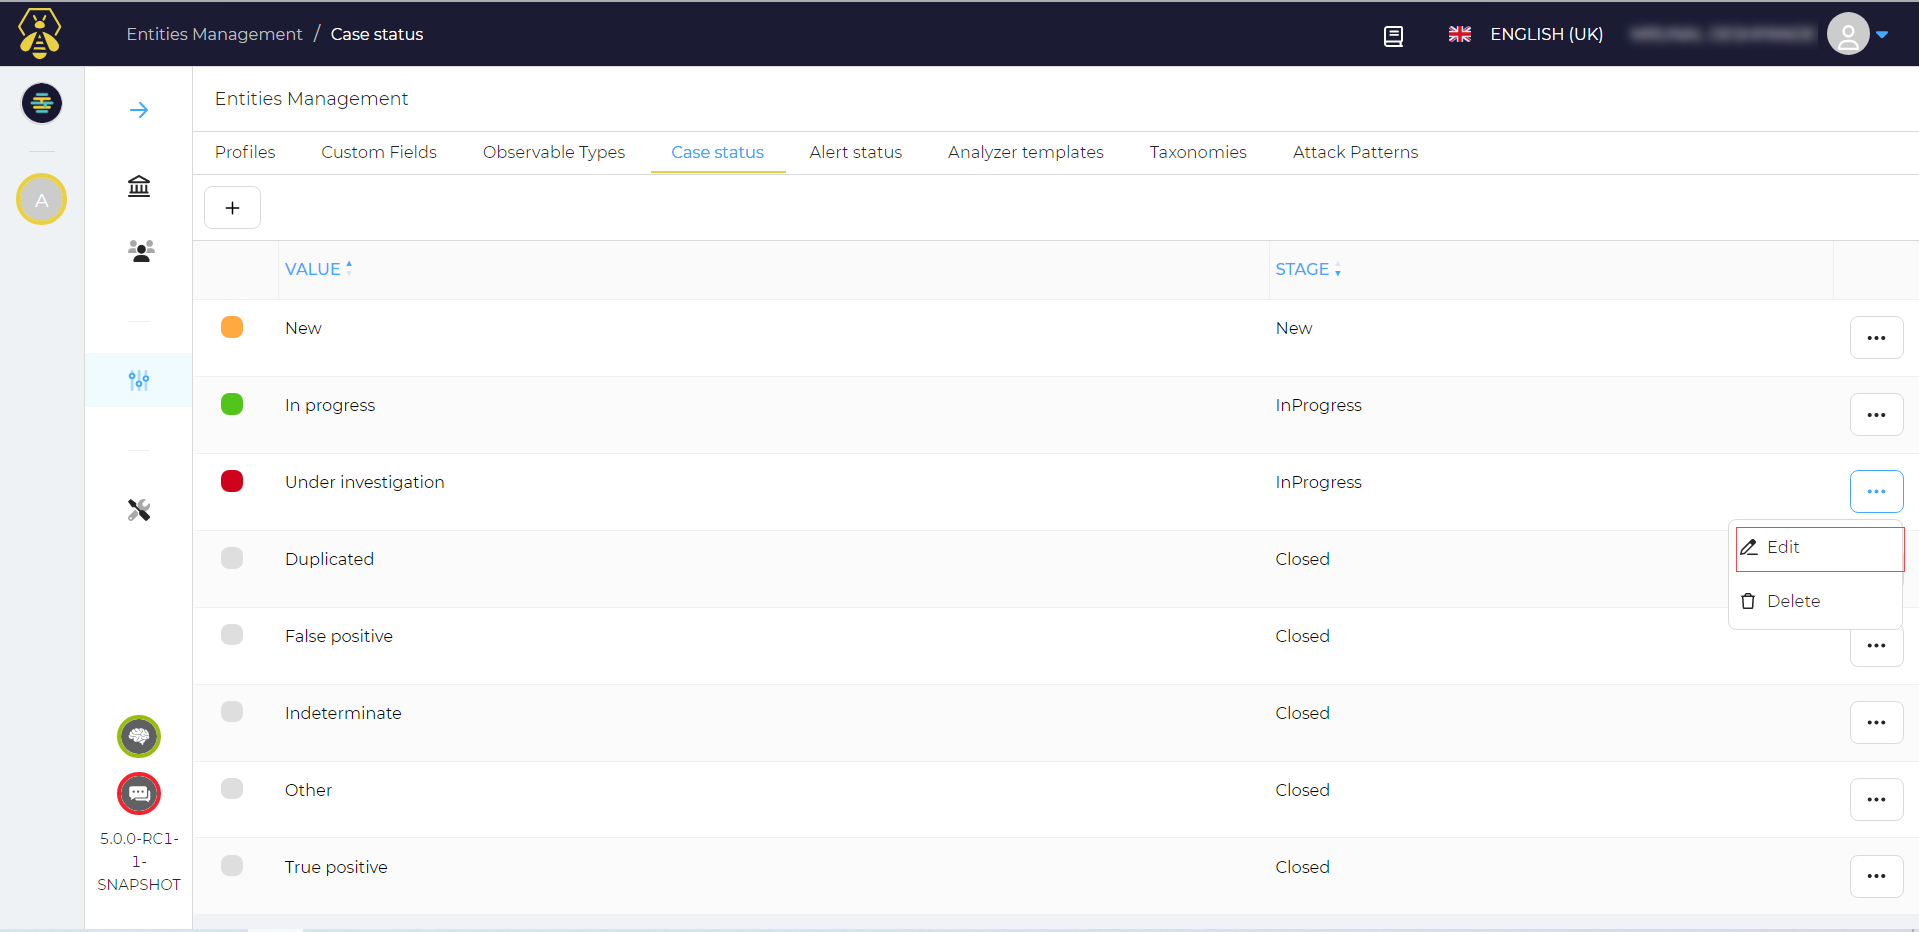 Entities Management / Case status
ENGLISH (UK)
A
Entities Management
Profiles Custom Fields Observable Types Case status Alert status Analyzer templates Taxonomies Attack Patterns
+
VALUE STAGE
New New
In progress InProgress
Under investigation InProgress
Edit
Duplicated Closed
Delete
False positive Closed
Indeterminate Closed
Other Closed
True positive Closed
5.0.0-RC1-
1-
SNAPSHOT